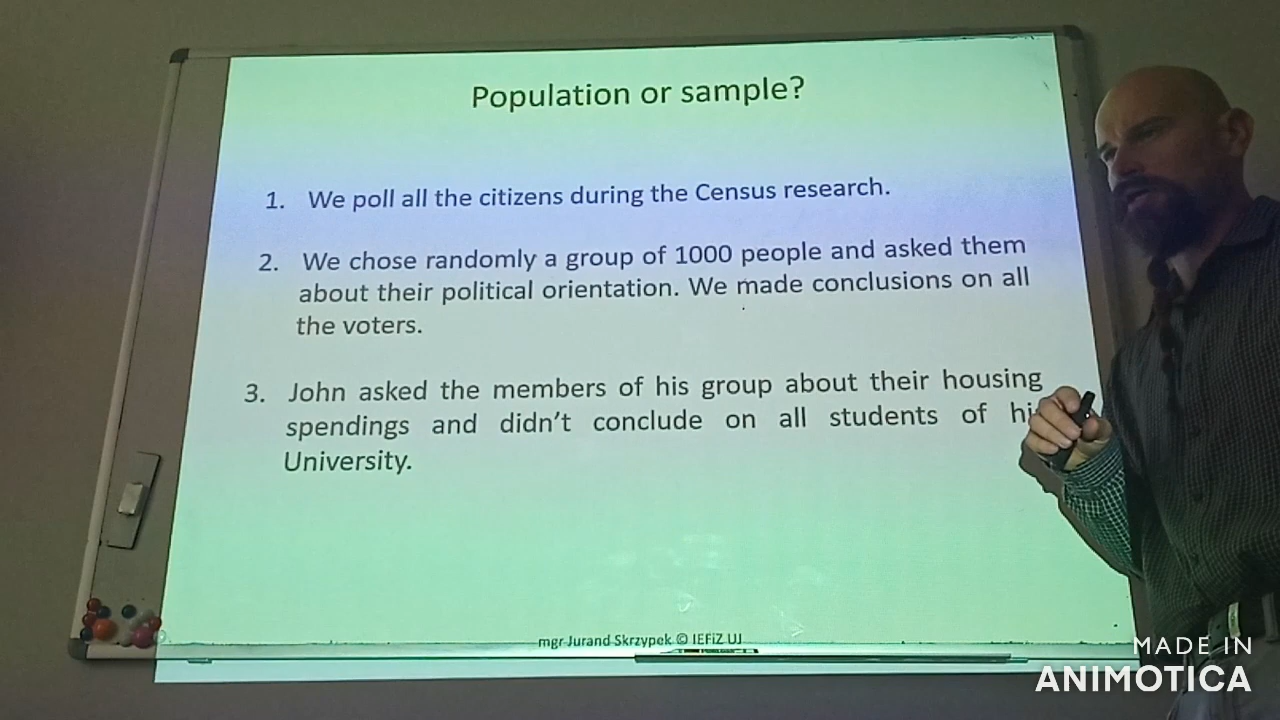 Population or sample?
1. We poll all the citizens during the Census research.
2. We chose randomly a group of 1000 people and asked them
about their political orientation. We made conclusions on all
the voters.
3. John asked the members of his group about their housing
spendings and didn't conclude on all students of hi
University.
mgr Jurand Skrzypek © IEFiZ UJ
MADE IN
ANIMOTICA